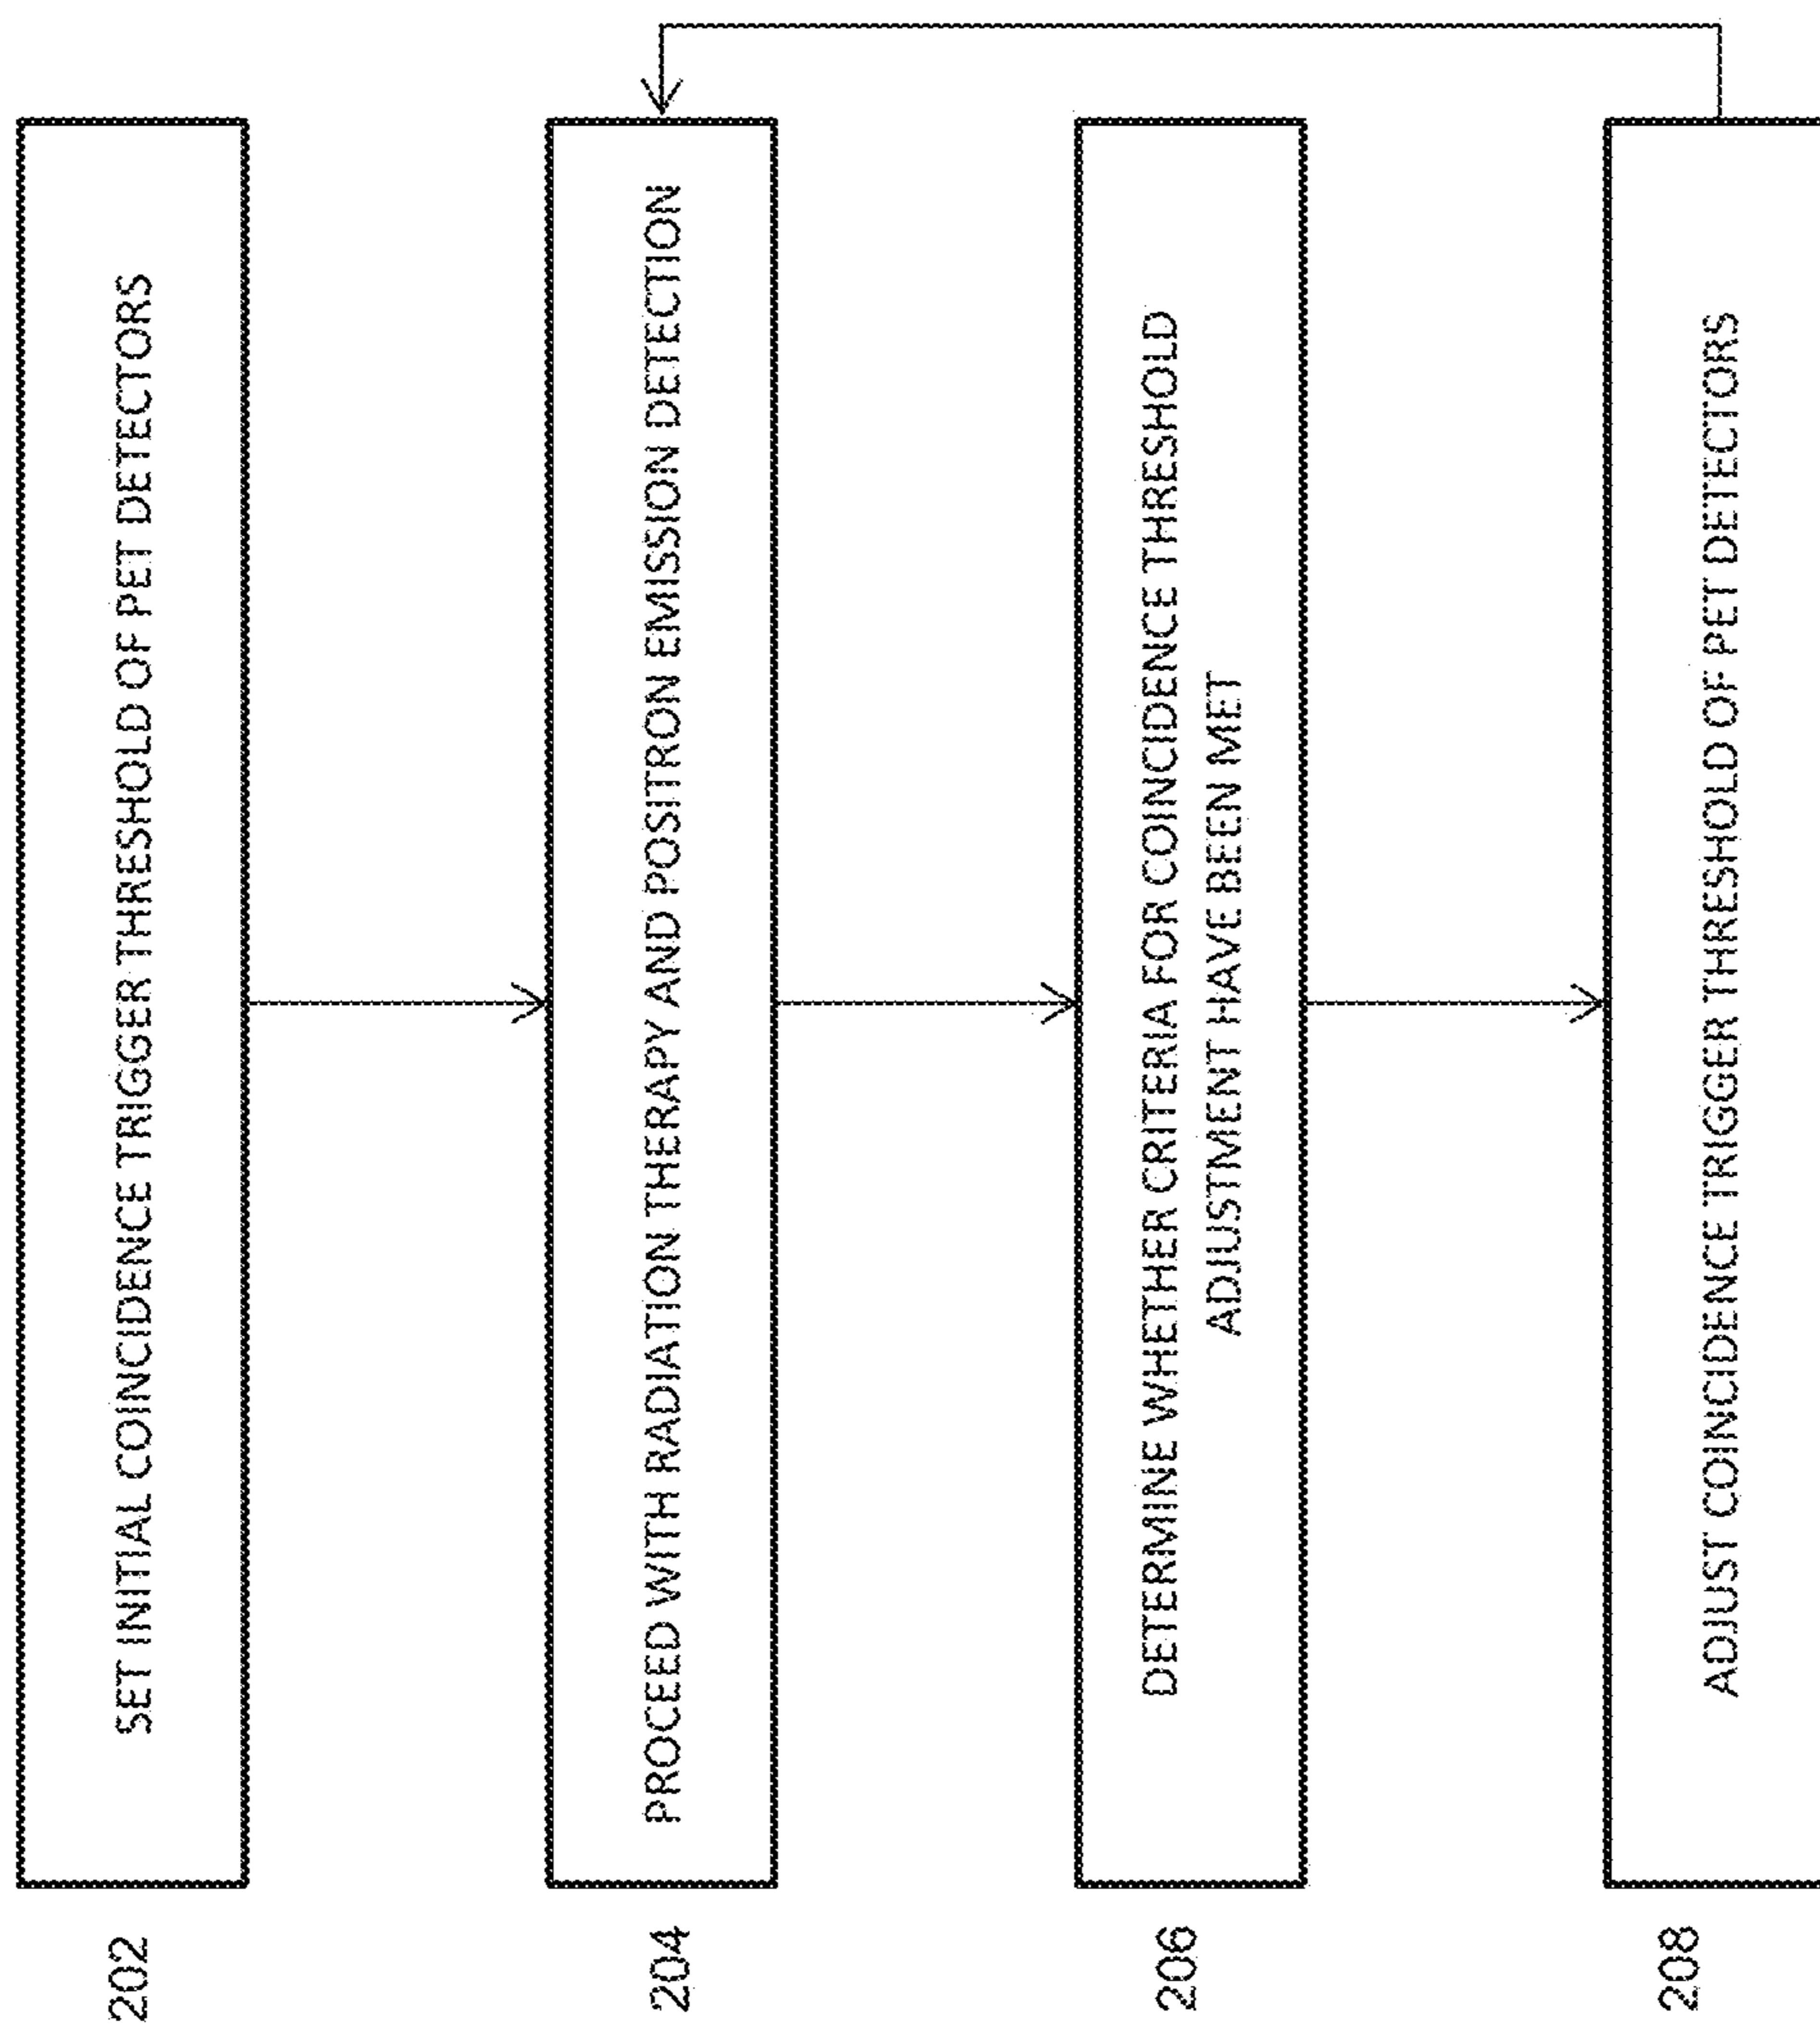 202
SET INITIAL COINCIDENCE TRIGGER THRESHOLD OF PET DETECTORS
204
PROCEED WITH RADIATION THERAPY AND POSITRON EMISSION DETECTION
206
DETERMINE WHETHER CRITERIA FOR COINCIDENCE THRESHOLD
ADJUSTMENT HAVE BEEN MET
208
ADJUST COINCIDENCE TRIGGER THRESHOLD OF PET DETECTORS